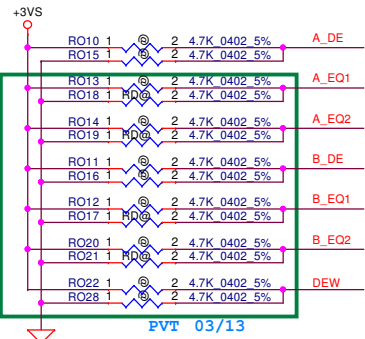 +3VS
RO10 1 @ 2 4.7K_0402_5% A_DE
RO15 1 @ 2 4.7K_0402_5%
RO13 1 @ 2 4.7K_0402_5% A_EQ1
RO18 1 RD@ 2 4.7K_0402_5%
RO14 1 @ 2 4.7K_0402_5% A_EQ2
RO19 1 RD@ 2 4.7K_0402_5%
RO11 1 @ 2 4.7K_0402_5% B_DE
RO16 1 @ 2 4.7K_0402_5%
RO12 1 @ 2 4.7K_0402_5% B_EQ1
RO17 1 RD@ 2 4.7K_0402_5%
RO20 1 @ 2 4.7K_0402_5% B_EQ2
RO21 1 RD@ 2 4.7K_0402_5%
RO22 1 @ 2 4.7K_0402_5% DEW
RO28 1 @ 2 4.7K_0402_5%
PVT 03/13